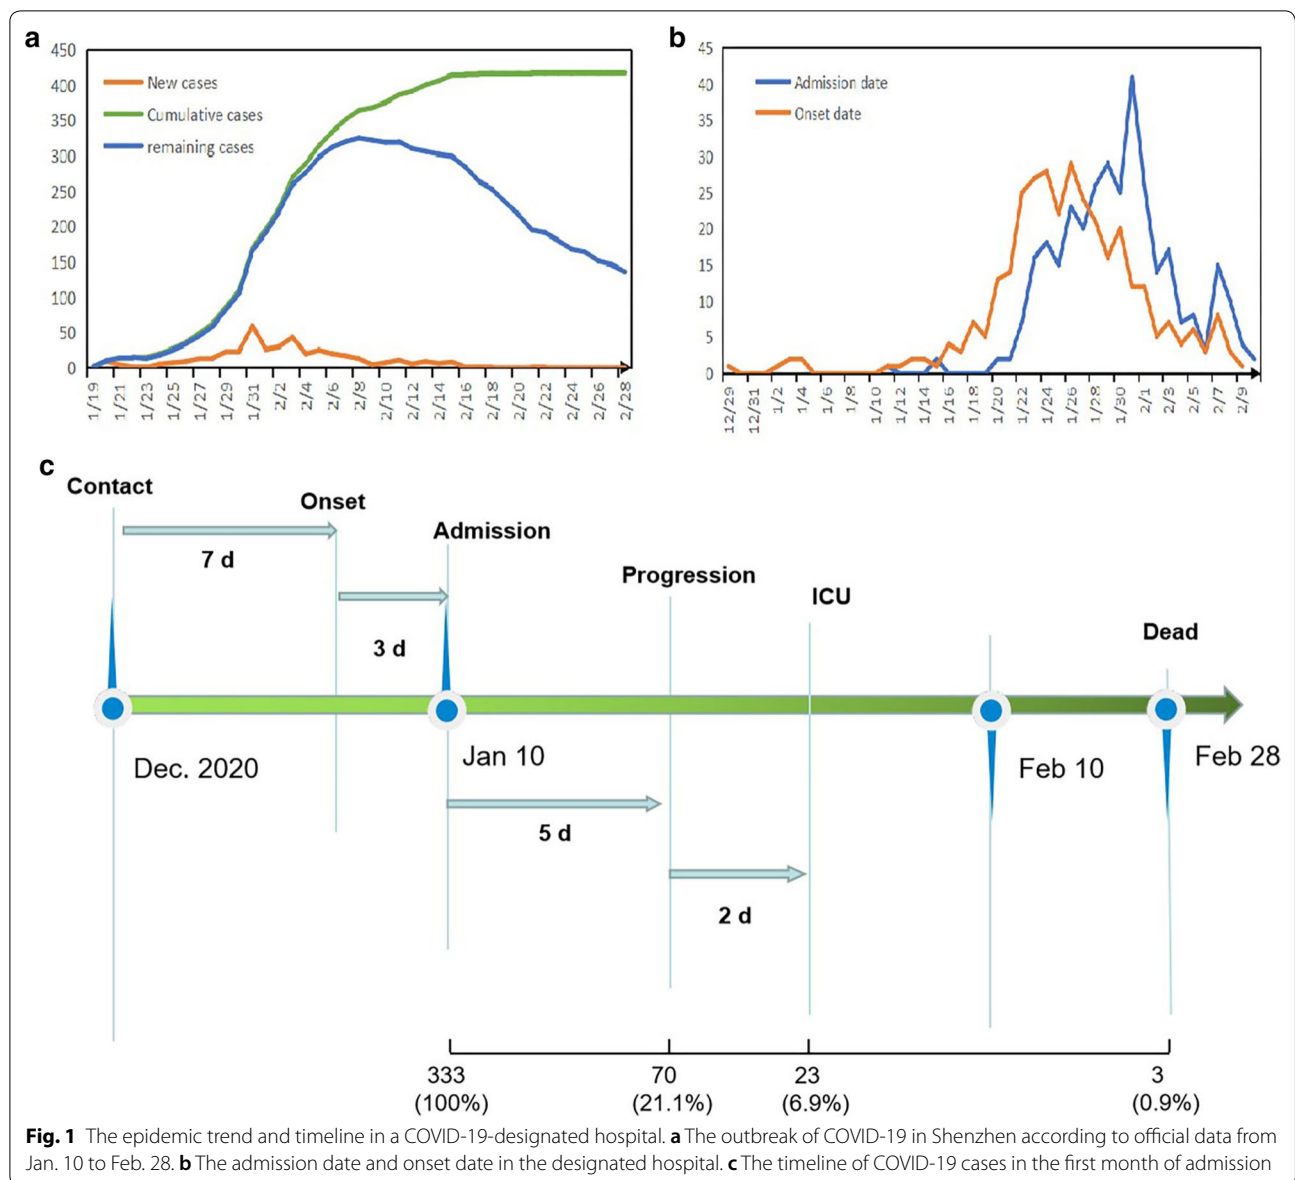 a
450
400
350
300
250
200
150
100
50
0
New cases
Cumulative cases
remaining cases
1/19
1/21
1/23
1/25
1/27
1/29
1/31
2/2
2/4
2/6
2/8
2/10
2/12
2/14
2/16
2/18
2/20
2/22
2/24
2/26
2/28
b
45
40
35
30
25
20
15
10
5
0
Admission date
Onset date
12/29
12/31
1/2
1/4
1/6
1/8
1/10
1/12
1/14
1/16
1/18
1/20
1/22
1/24
1/26
1/28
1/30
2/1
2/3
2/5
2/7
2/9
c
Contact
Onset
Admission
Progression
ICU
Dead
7 d
3 d
Dec. 2020
Jan 10
Feb 10
Feb 28
5 d
2 d
333 70 23 3
(100%) (21.1%) (6.9%) (0.9%)
Fig. 1 The epidemic trend and timeline in a COVID-19-designated hospital. a The outbreak of COVID-19 in Shenzhen according to official data from
Jan. 10 to Feb. 28. b The admission date and onset date in the designated hospital. c The timeline of COVID-19 cases in the first month of admission